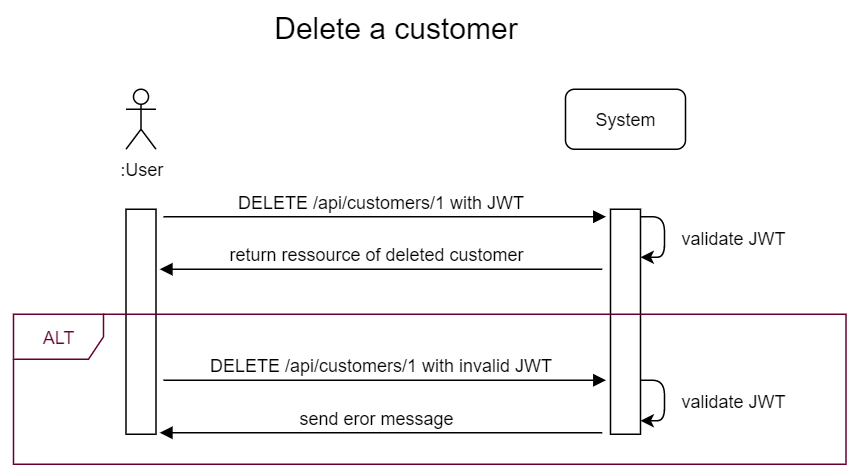 Delete a customer
System
:User
DELETE /api/customers/1 with JWT
validate JWT
return ressource of deleted customer
ALT
DELETE /api/customers/1 with invalid JWT
validate JWT
send eror message